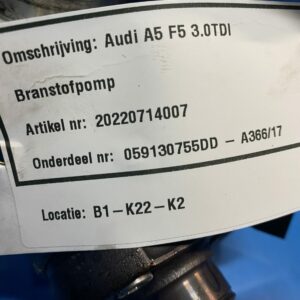 Omschrijving: Audi A5 F5 3.0TDI
Branstofpomp
Artikel nr: 20220714007
Onderdeel nr: 059130755DD - A366/17
Locatie: B1-K22-K2